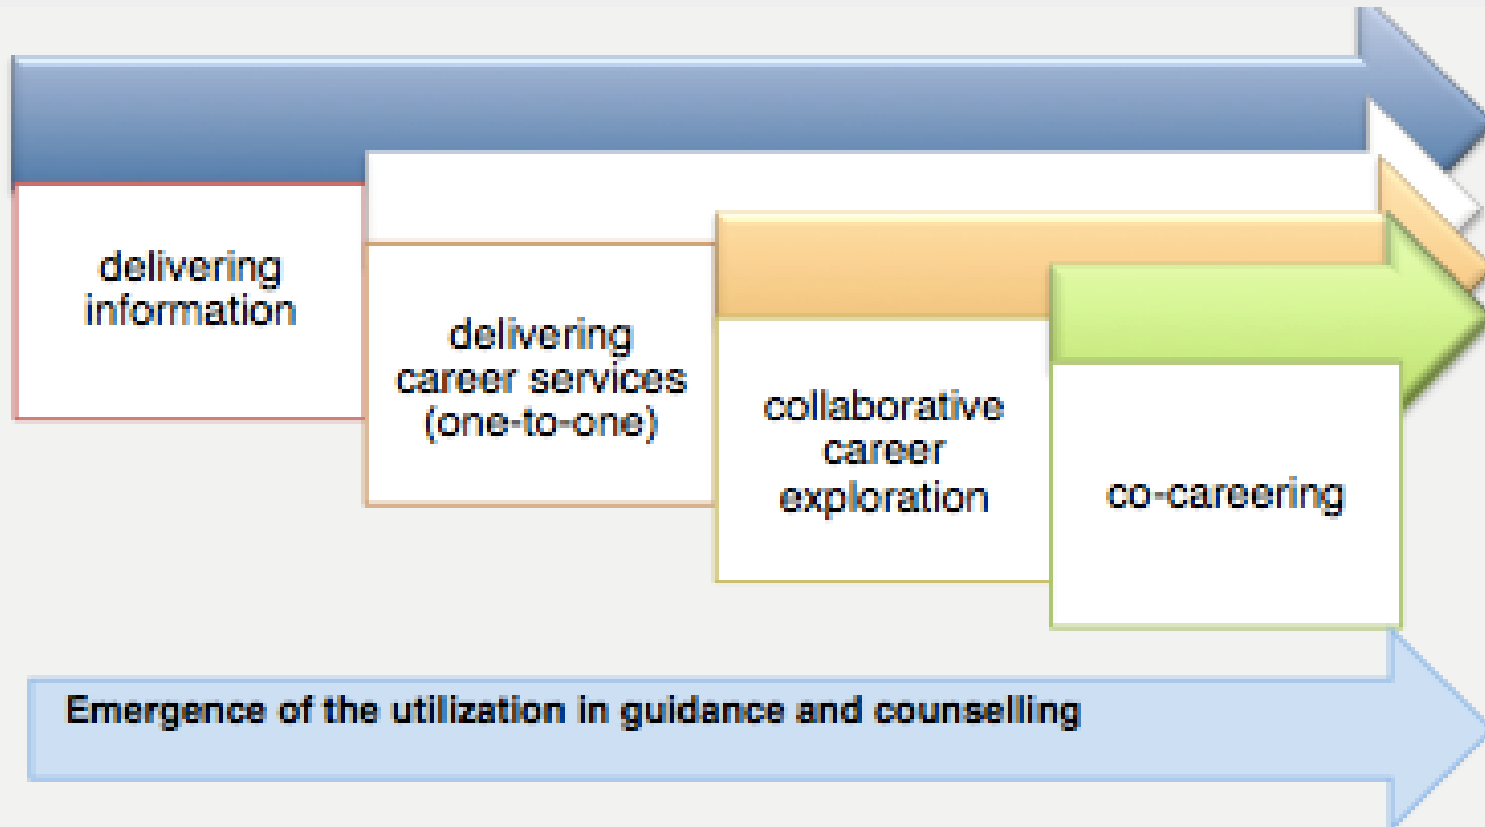 delivering
information
delivering
career services
(one-to-one)
collaborative
career
exploration
co-careering
Emergence of the utilization in guidance and counselling